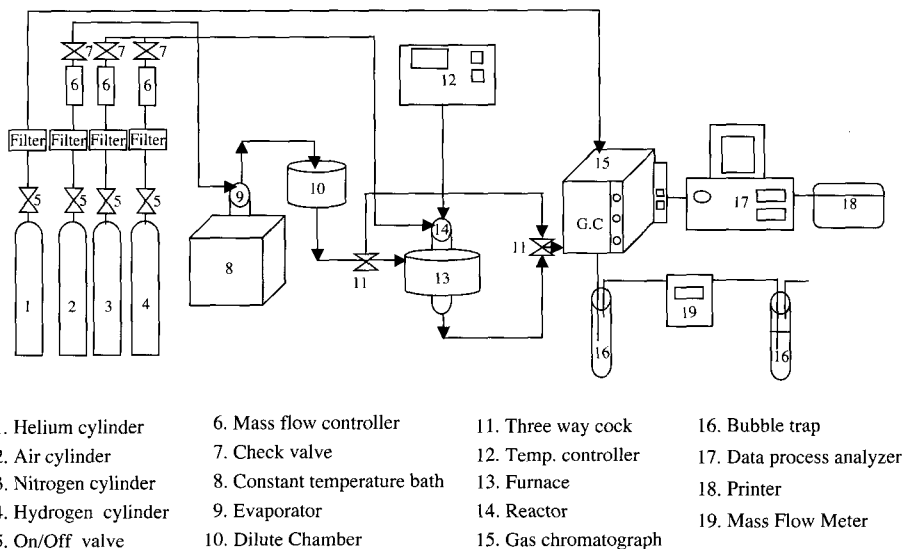 7 7 7
12
6 6 6
Filter Filter Filter Filter
15
5 5 5 5
9
10
14
G.C
17
18
11
11
8
13
1 2 3 4
19
16
16
. Helium cylinder
2. Air cylinder
3. Nitrogen cylinder
4. Hydrogen cylinder
5. On/Off valve
6. Mass flow controller
7. Check valve
8. Constant temperature bath
9. Evaporator
10. Dilute Chamber
11. Three way cock
12. Temp. controller
13. Furnace
14. Reactor
15. Gas chromatograph
16. Bubble trap
17. Data process analyzer
18. Printer
19. Mass Flow Meter